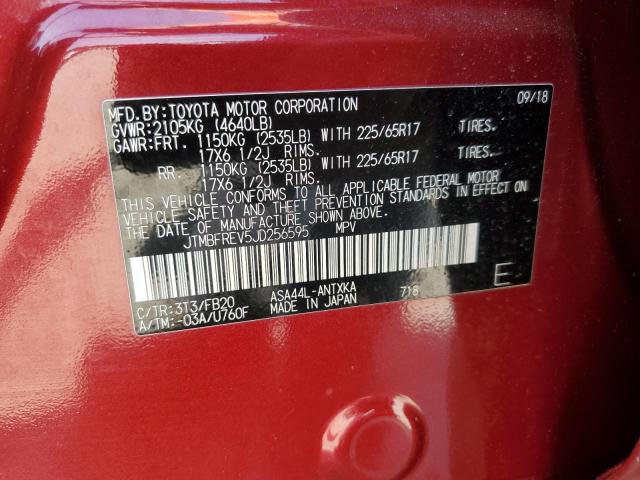 MFD.BY:TOYOTA MOTOR CORPORATION 09/18
GVWR:2105KG (4640LB)
GAWR:FRT. 1150KG (2535LB) WITH 225/65R17 TIRES.
17X6 1/2J RIMS.
RR. 1150KG (2535LB) WITH 225/65R17 TIRES.
17X6 1/2J RIMS.
THIS VEHICLE CONFORMS TO ALL APPLICABLE FEDERAL MOTOR
VEHICLE SAFETY AND THEFT PREVENTION STANDARDS IN EFFECT ON
THE DATE OF MANUFACTURE SHOWN ABOVE.
JTMBFREV5JD256595 MPV
E
C/TR:3T3/FB20 ASA44L-ANTXKA 718
A/TM:-03A/U760F MADE IN JAPAN